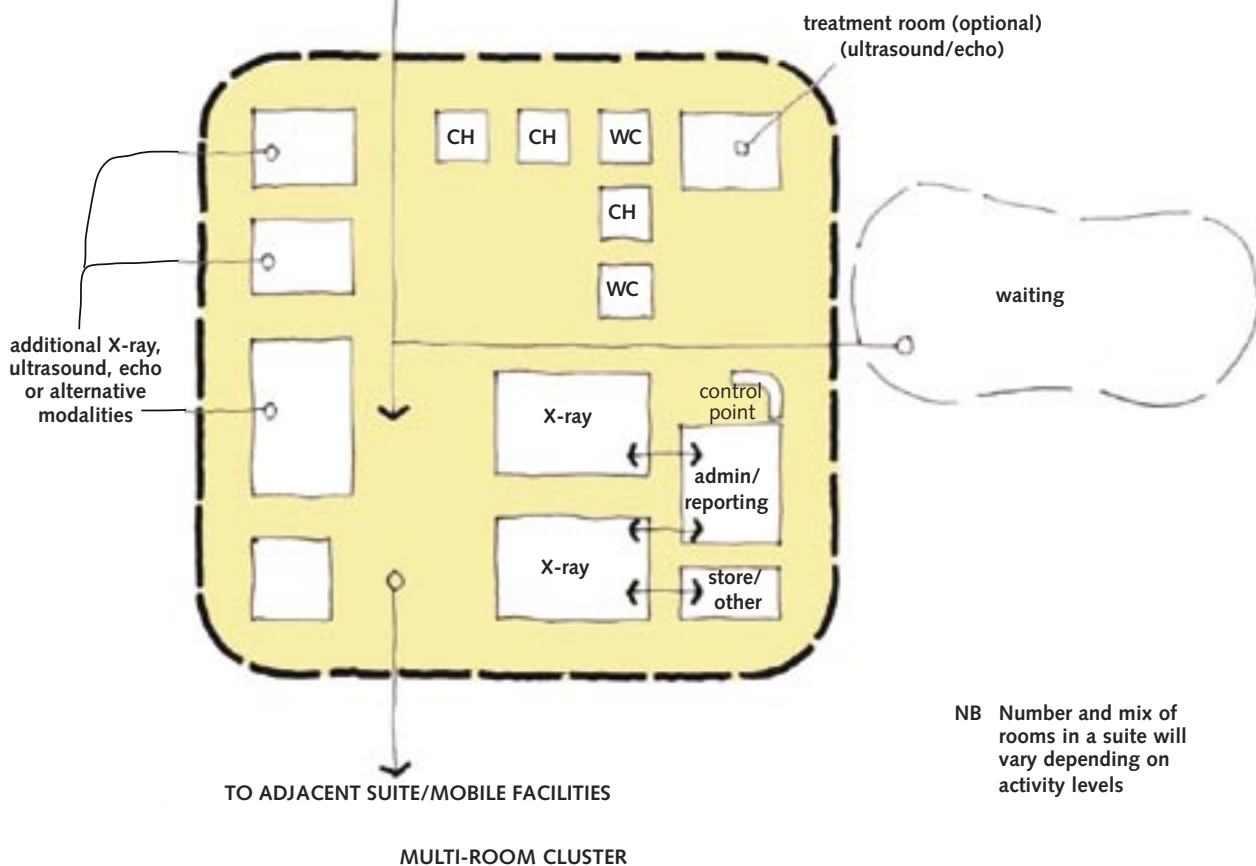 treatment room (optional)
(ultrasound/echo)
CH
CH
WC
CH
WC
waiting
additional X-ray,
ultrasound, echo
or alternative
modalities
control
point
X-ray
admin/
reporting
X-ray
store/
other
NB Number and mix of
rooms in a suite will
vary depending on
activity levels
TO ADJACENT SUITE/MOBILE FACILITIES
MULTI-ROOM CLUSTER